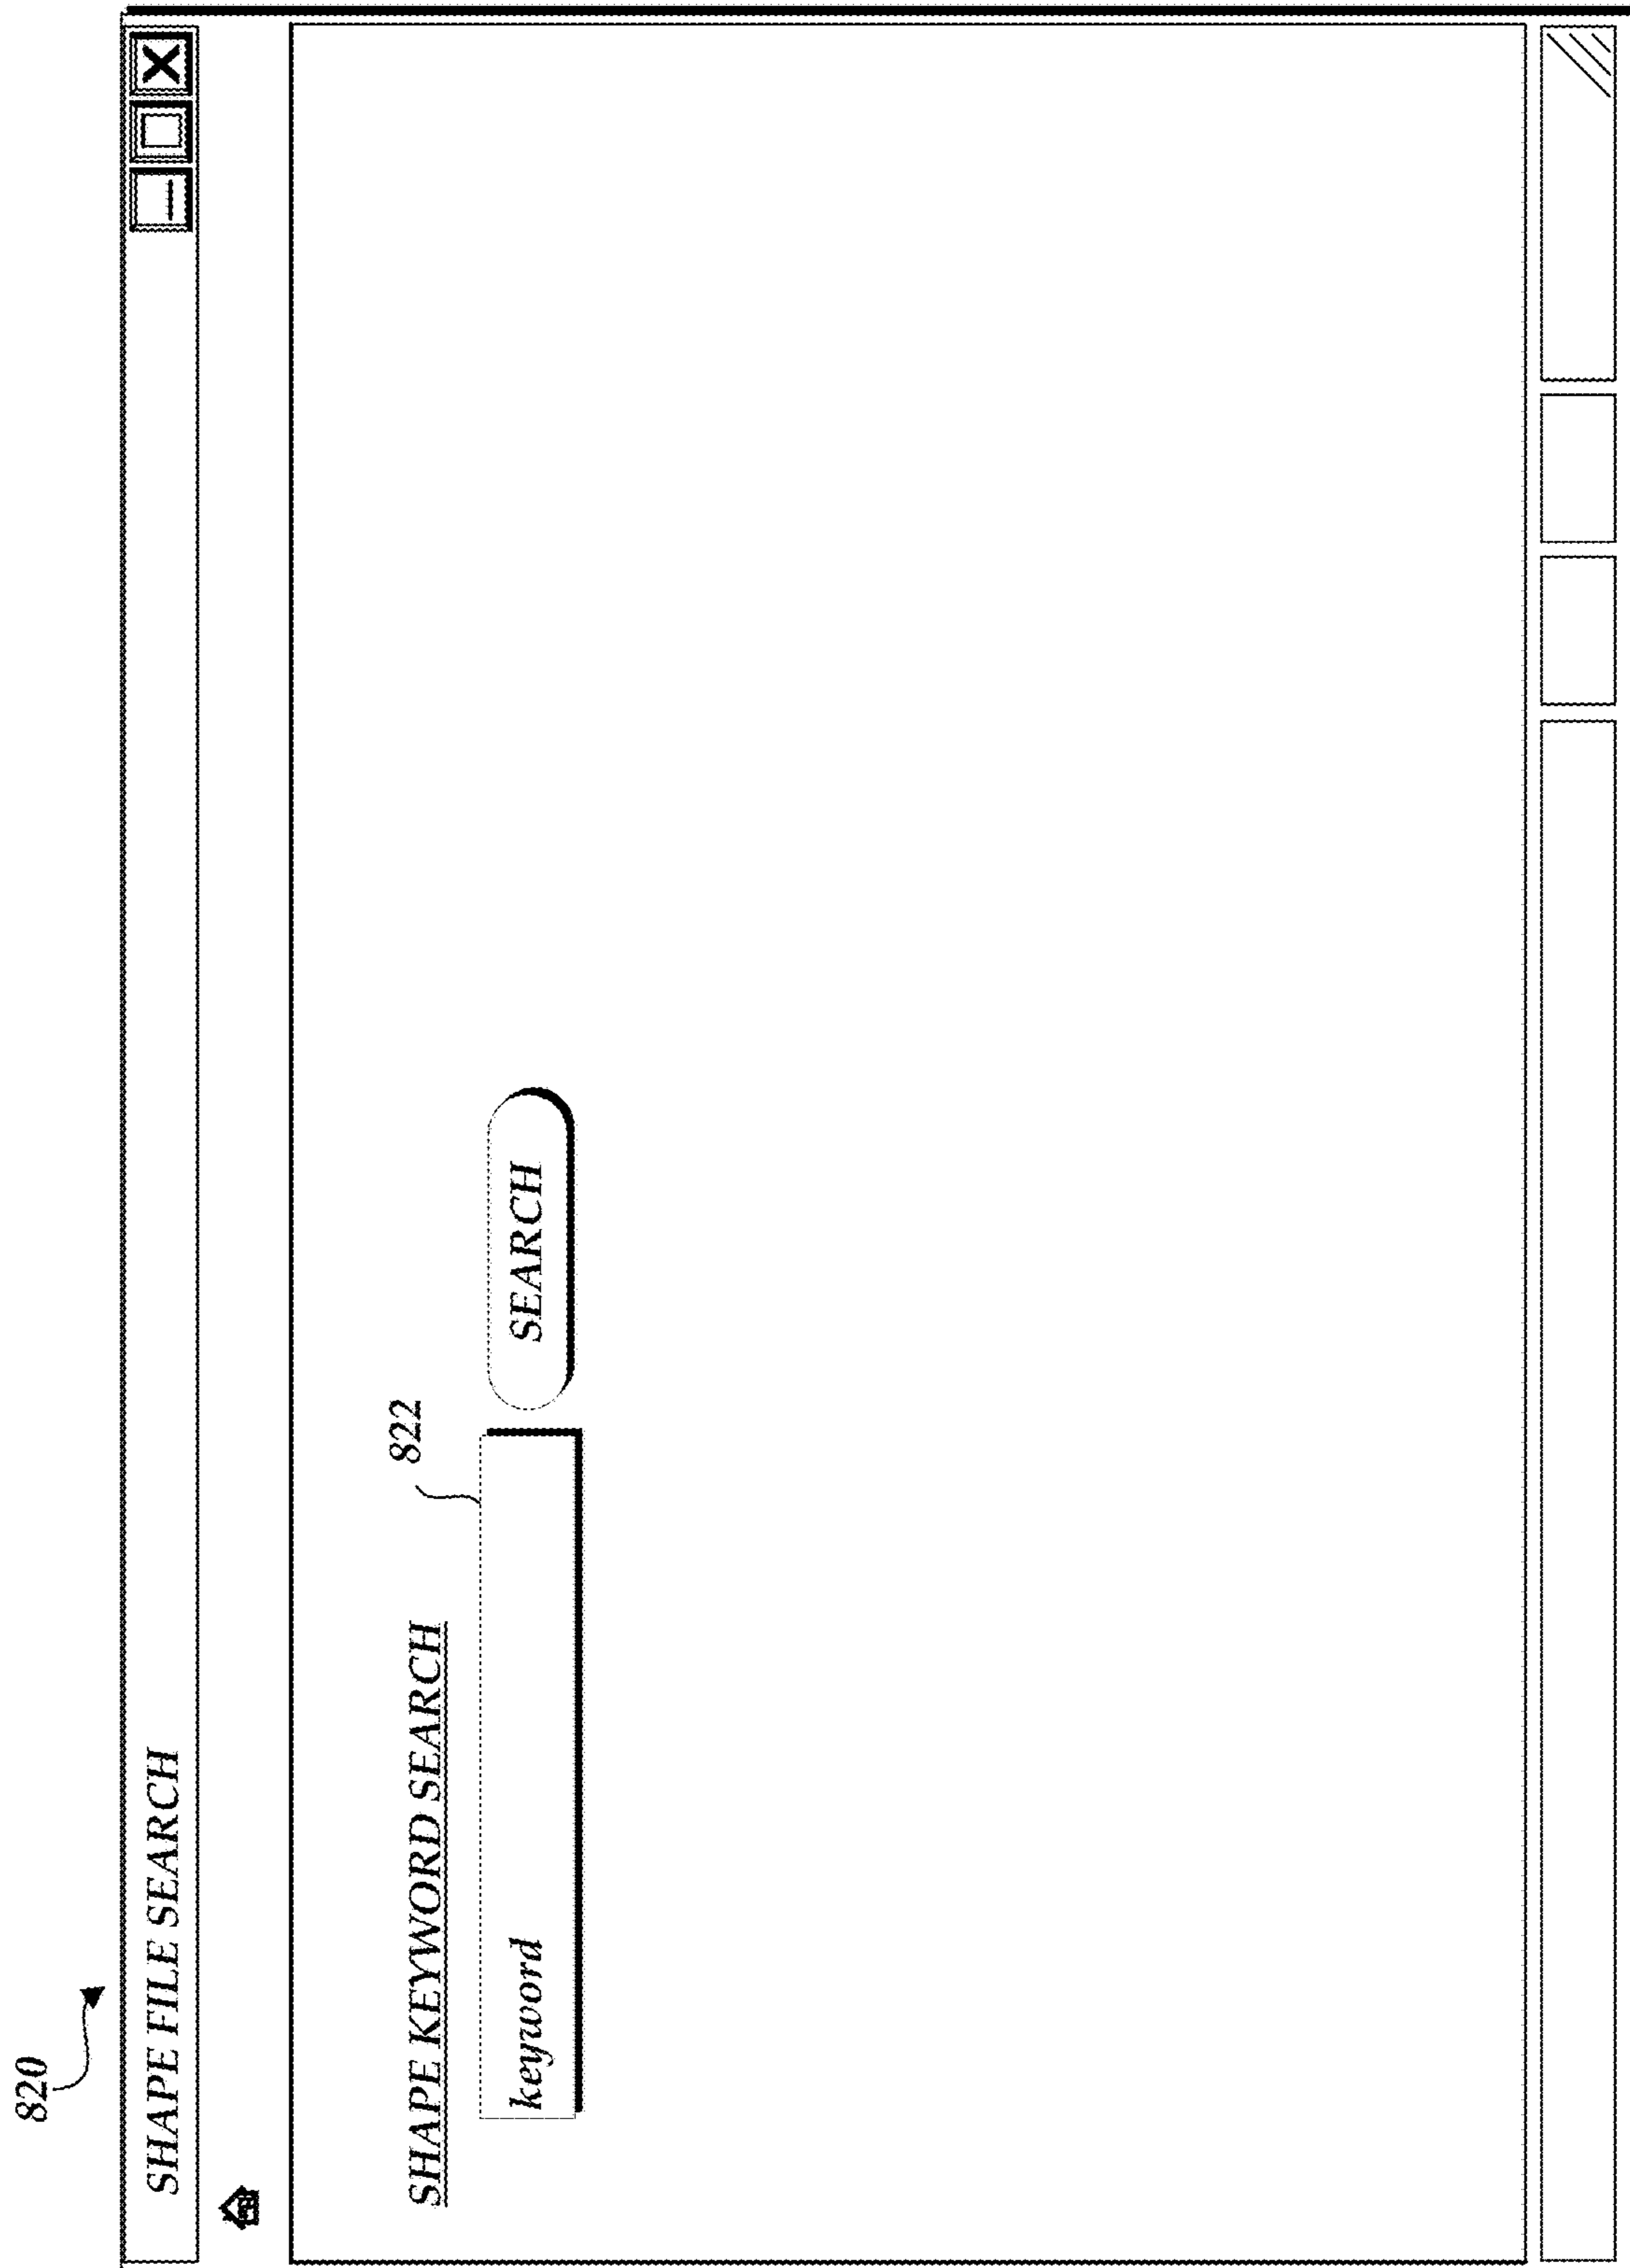 820
SHAPE FILE SEARCH
SHAPE KEYWORD SEARCH
822
keyword
SEARCH